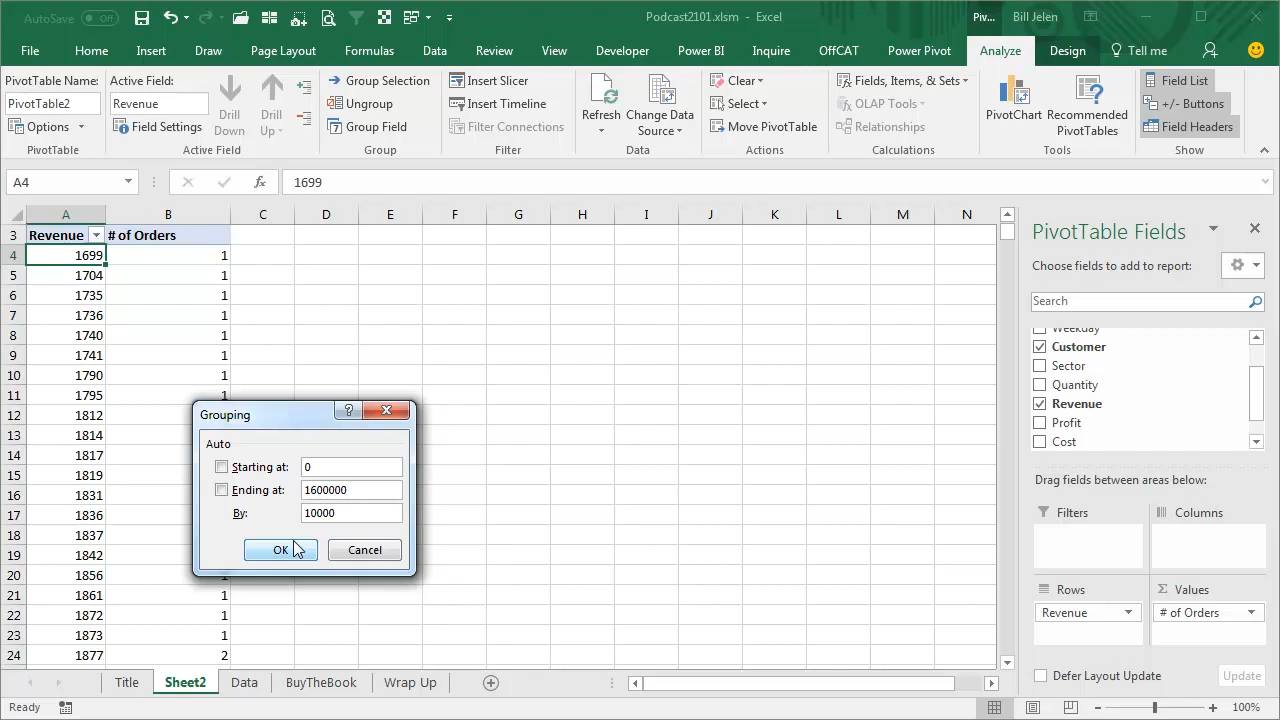 AutoSave Off
Podcast2101.xlsm - Excel
Piv...
Bill Jelen
File
Home
Insert
Draw
Page Layout
Formulas
Data
Review
View
Developer
Power BI
Inquire
OffCAT
Power Pivot
Analyze
Design
Tell me
PivotTable Name:
PivotTable2
Options
PivotTable
Active Field:
Revenue
Field Settings
Drill
Down
Drill
Up
Active Field
Group Selection
Ungroup
Group Field
Group
Insert Slicer
Insert Timeline
Filter Connections
Filter
Refresh
Change Data
Source
Data
Clear
Select
Move PivotTable
Actions
Fields, Items, & Sets
OLAP Tools
Relationships
Calculations
PivotChart
Recommended
PivotTables
Tools
Field List
+/- Buttons
Field Headers
Show
A4
fx
1699
A B C D E F G H I J K L M N
3 Revenue # of Orders
4 1699 1
5 1704 1
6 1735 1
7 1736 1
8 1740 1
9 1741 1
10 1790 1
11 1795 1
12 1812
13 1814
14 1817
15 1819
16 1831
17 1836
18 1837
19 1842
20 1856 1
21 1861 1
22 1872 1
23 1873 1
24 1877 2
Grouping
?
Auto
Starting at: 0
Ending at: 1600000
By: 10000
OK
Cancel
PivotTable Fields
Choose fields to add to report:
Search
Weekday
Customer
Sector
Quantity
Revenue
Profit
Cost
Drag fields between areas below:
Filters
Columns
Rows
Σ Values
Revenue
# of Orders
Defer Layout Update
Update
Title
Sheet2
Data
BuyTheBook
Wrap Up
Ready
100%